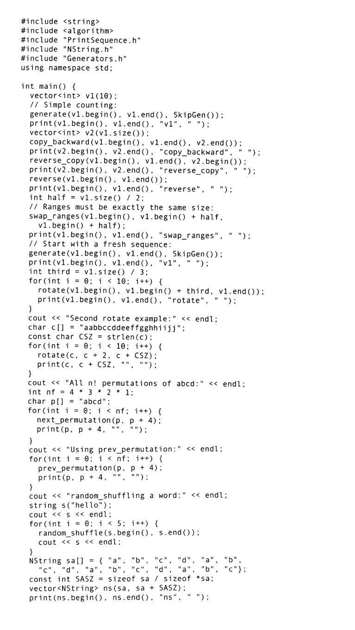 #include <string>
#include <algorithm>
#include "PrintSequence.h"
#include "NString.h"
#include "Generators.h"
using namespace std;
int main() {
vector<int> v1(10);
// Simple counting:
generate(v1.begin(), v1.end(), SkipGen());
print(v1.begin(), v1.end(), "v1", " ");
vector<int> v2(v1.size());
copy_backward(v1.begin(), v1.end(), v2.end());
print(v2.begin(), v2.end(), "copy_backward", " ");
reverse_copy(v1.begin(), v1.end(), v2.begin());
print(v2.begin(), v2.end(), "reverse_copy", " ");
reverse(v1.begin(), v1.end());
print(v1.begin(), v1.end(), "reverse", " ");
int half = v1.size() / 2;
// Ranges must be exactly the same size:
swap_ranges(v1.begin(), v1.begin() + half,
v1.begin() + half);
print(v1.begin(), v1.end(), "swap_ranges", " ");
// Start with a fresh sequence:
generate(v1.begin(), v1.end(), SkipGen());
print(v1.begin(), v1.end(), "v1", " ");
int third = v1.size() / 3;
for(int i = 0; i < 10; i++) {
rotate(v1.begin(), v1.begin() + third, v1.end());
print(v1.begin(), v1.end(), "rotate", " ");
}
cout << "Second rotate example:" << endl;
char c[] = "aabbccddeeffgghhiijj";
const char CSZ = strlen(c);
for(int i = 0; i < 10; i++) {
rotate(c, c + 2, c + CSZ);
print(c, c + CSZ, "", "");
}
cout << "All n! permutations of abcd:" << endl;
int nf = 4 * 3 * 2 * 1;
char p[] = "abcd";
for(int i = 0; i < nf; i++) {
next_permutation(p, p + 4);
print(p, p + 4, "", "");
}
cout << "Using prev_permutation:" << endl;
for(int i = 0; i < nf; i++) {
prev_permutation(p, p + 4);
print(p, p + 4, "", "");
}
cout << "random_shuffling a word:" << endl;
string s("hello");
cout << s << endl;
for(int i = 0; i < 5; i++) {
random_shuffle(s.begin(), s.end());
cout << s << endl;
}
NString sa[] = { "a", "b", "c", "d", "a", "b",
"c", "d", "a", "b", "c", "d", "a", "b", "c"};
const int SASZ = sizeof sa / sizeof *sa;
vector<NString> ns(sa, sa + SASZ);
print(ns.begin(), ns.end(), "ns", " ");